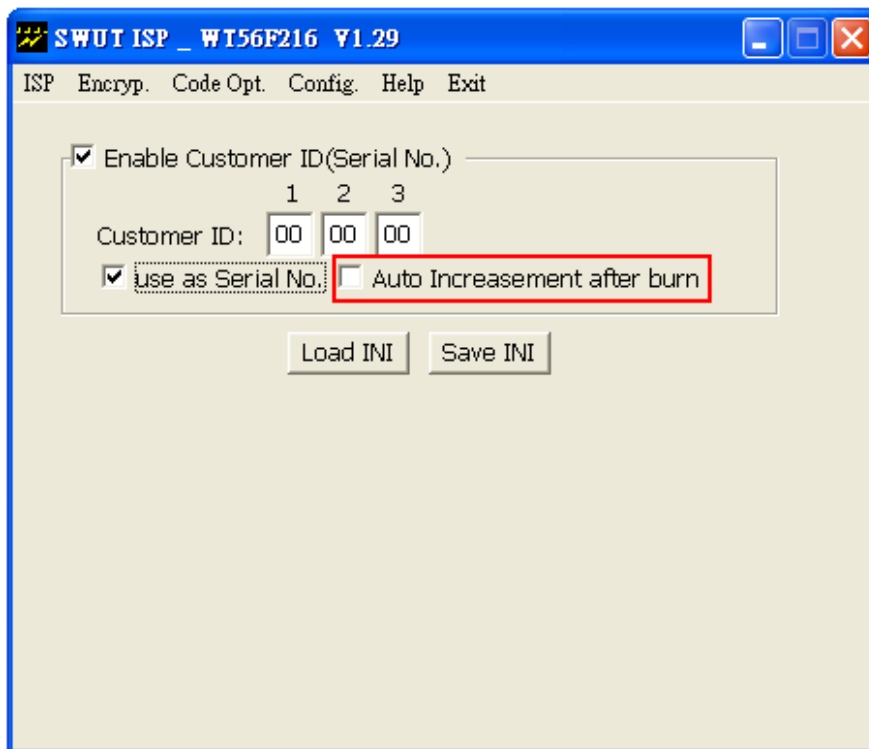 SWUT ISP _ WT56F216 V1.29
ISP Encryp. Code Opt. Config. Help Exit
Enable Customer ID(Serial No.)
1 2 3
Customer ID: 00 00 00
use as Serial No. Auto Increasement after burn
Load INI Save INI